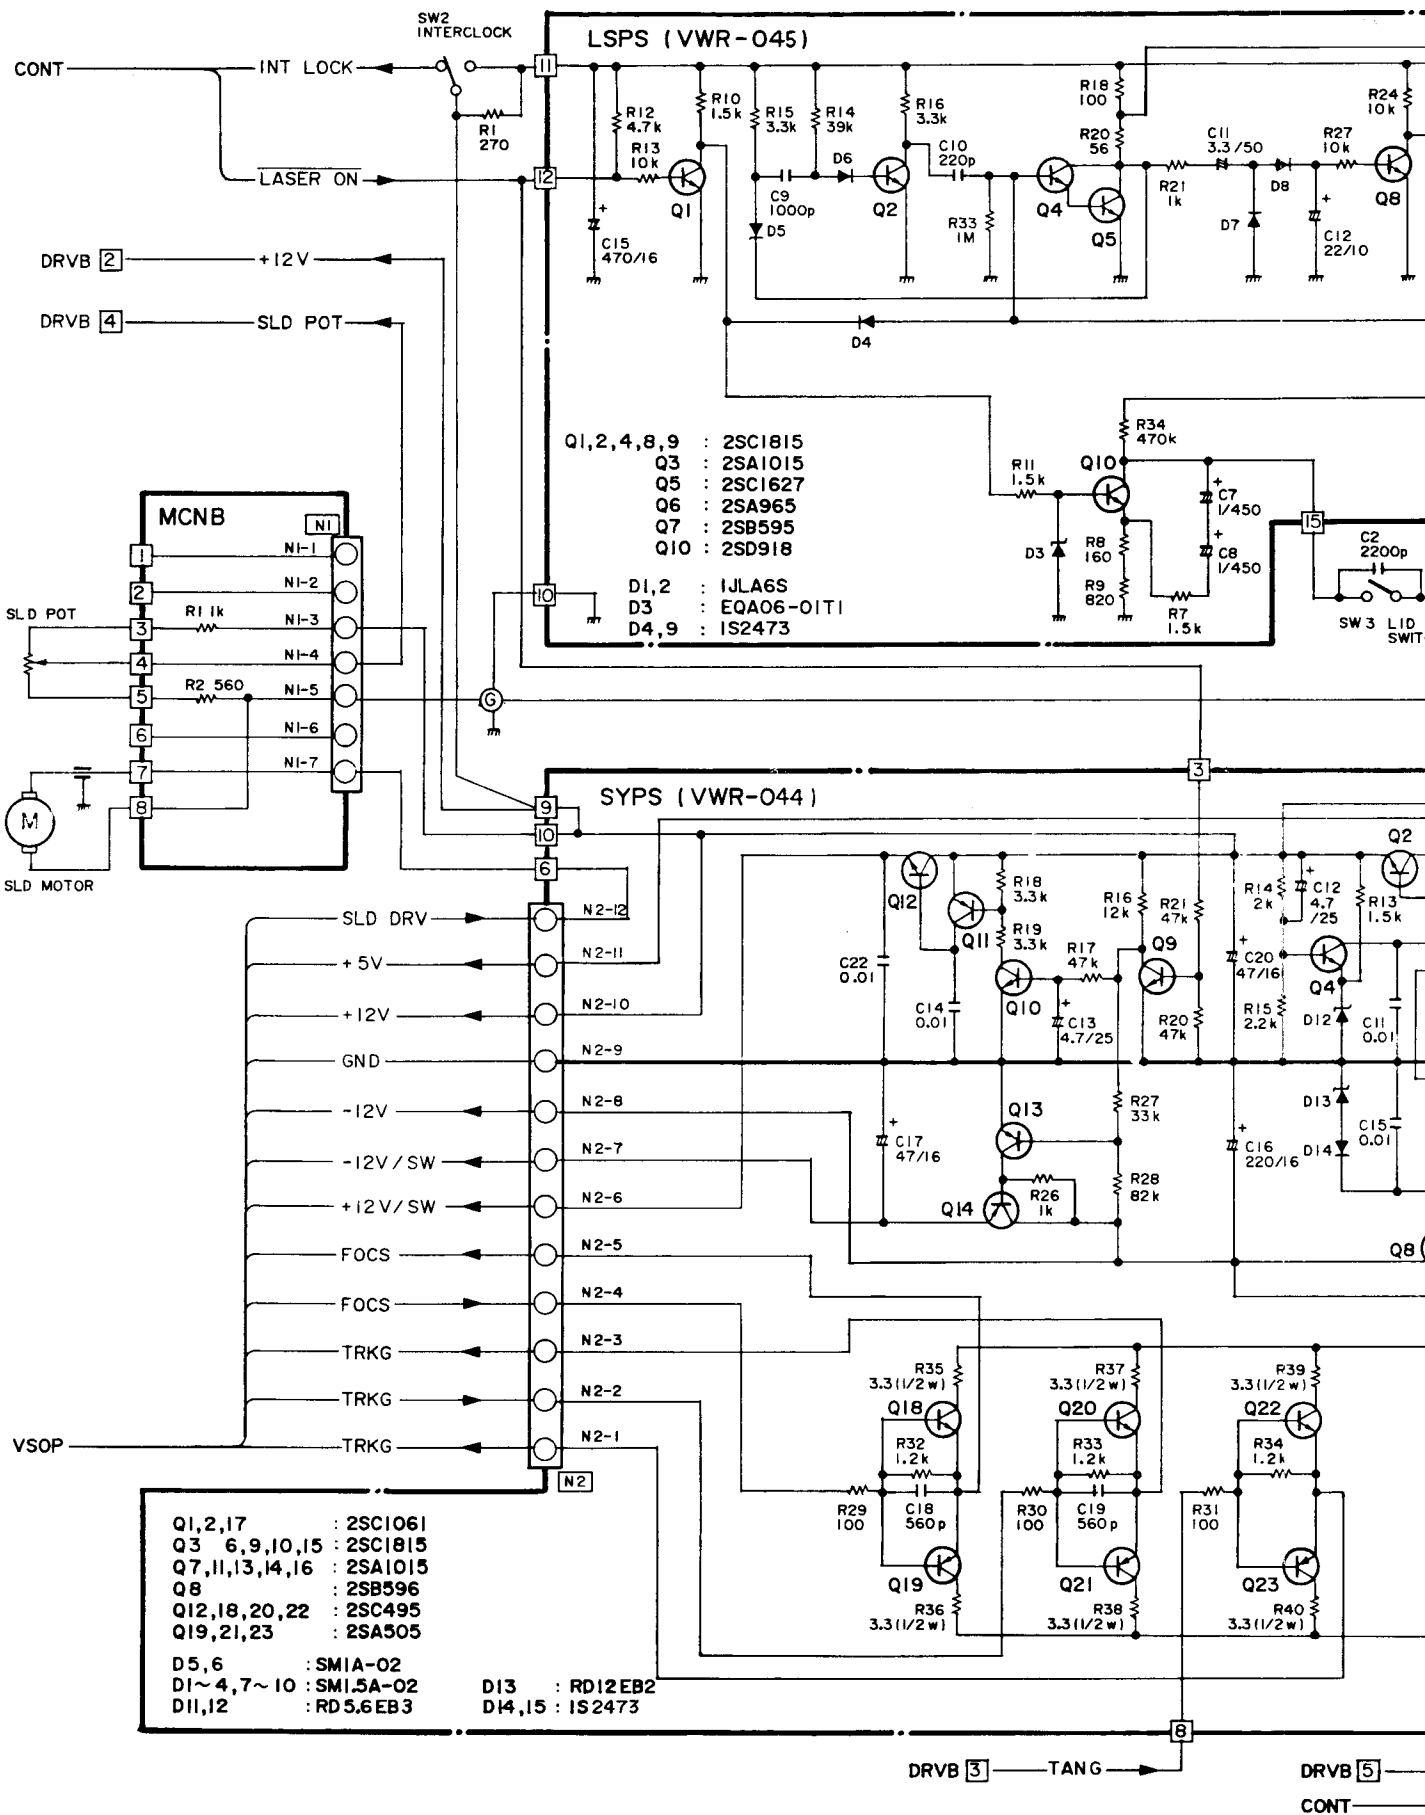 SW2
INTERCLOCK
CONT
INT LOCK
R1
270
LASER ON
11
12
LSPS (VWR-045)
R12
4.7k
R13
10k
R10
1.5k
R15
3.3k
R14
39k
R16
3.3k
R18
100
R20
56
R24
10k
C10
220p
C11
3.3/50
R27
10k
D6
Q1
C9
1000p
Q2
Q4
Q5
R21
1k
D8
Q8
+
C15
470/16
D5
R33
1M
D7
+
C12
22/10
DRVB 2
+12V
DRVB 4
SLD POT
D4
Q1,2,4,8,9 : 2SC1815
Q3 : 2SA1015
Q5 : 2SC1627
Q6 : 2SA965
Q7 : 2SB595
Q10 : 2SD918
D1,2 : 1JLA6S
D3 : EQA06-01T1
D4,9 : IS2473
R34
470k
R11
1.5k
Q10
+
C7
1/450
D3
R8
160
R9
820
+
C8
1/450
R7
1.5k
15
C2
2200p
SW3 LID
SWIT
10
MCNB
N1
1
N1-1
2
N1-2
SLD POT
3
R1 1k
N1-3
4
N1-4
5
R2 560
N1-5
6
N1-6
7
N1-7
8
M
SLD MOTOR
G
3
SYPS (VWR-044)
9
10
6
Q2
Q12
Q11
R18
3.3k
R19
3.3k
R16
12k
R21
47k
R14
2k
+
C12
4.7
/25
R13
1.5k
R17
47k
Q9
+
C20
47/16
Q4
C22
0.01
C14
0.01
Q10
+
C13
4.7/25
R20
47k
R15
2.2k
D12
C11
0.01
SLD DRV
N2-12
+5V
N2-11
+12V
N2-10
GND
N2-9
-12V
N2-8
-12V/SW
N2-7
+12V/SW
N2-6
FOCS
N2-5
FOCS
N2-4
TRKG
N2-3
TRKG
N2-2
VSOP
TRKG
N2-1
N2
+
C17
47/16
Q13
R27
33k
R28
82k
R26
1k
Q14
+
C16
220/16
D13
D14
C15
0.01
Q8
R35
3.3(1/2w)
Q18
R32
1.2k
R29
100
C18
560p
Q19
R36
3.3(1/2w)
R37
3.3(1/2w)
Q20
R33
1.2k
R30
100
C19
560p
Q21
R38
3.3(1/2w)
R39
3.3(1/2w)
Q22
R34
1.2k
R31
100
Q23
R40
3.3(1/2w)
Q1,2,17 : 2SC1061
Q3 6,9,10,15 : 2SC1815
Q7,11,13,14,16 : 2SA1015
Q8 : 2SB596
Q12,18,20,22 : 2SC495
Q19,21,23 : 2SA505
D5,6 : SM1A-02
D1~4,7~10 : SM1.5A-02
D11,12 : RD5.6EB3
D13 : RD12EB2
D14,15 : IS2473
8
DRVB 3
TANG
DRVB 5
CONT